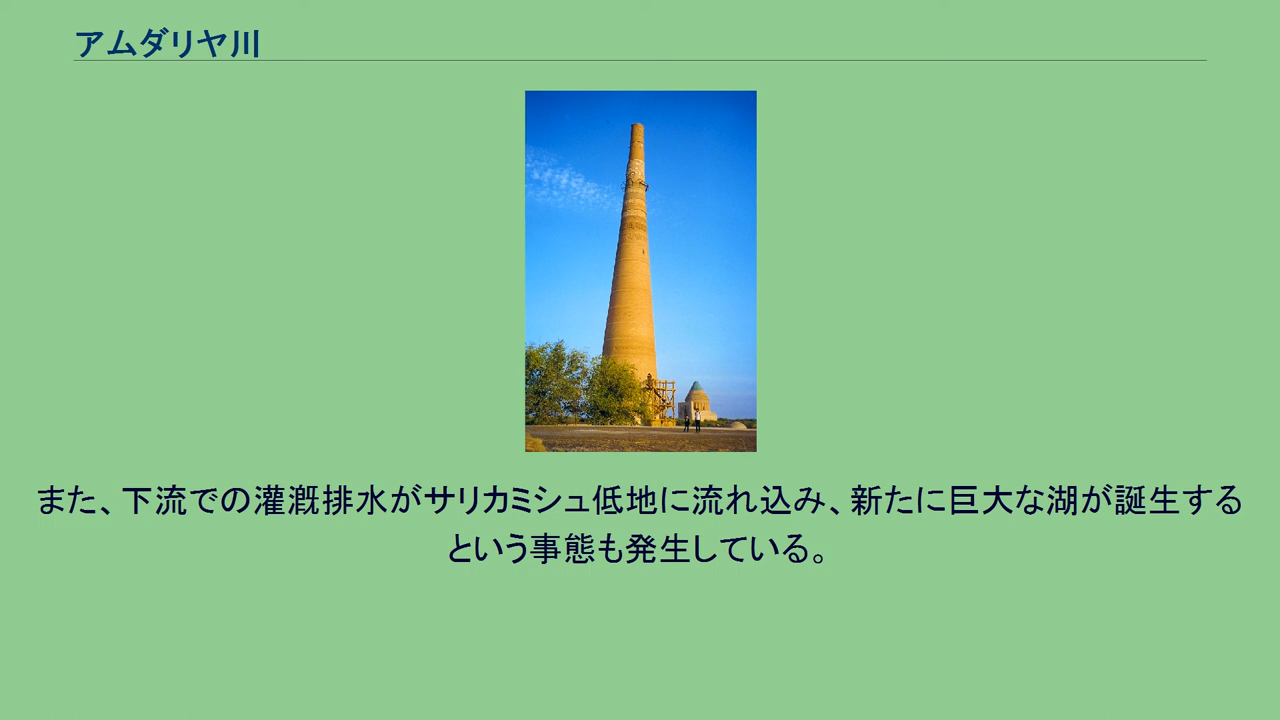 アムダリヤ川
また、下流での灌漑排水がサリカミシュ低地に流れ込み、新たに巨大な湖が誕生する
という事態も発生している。